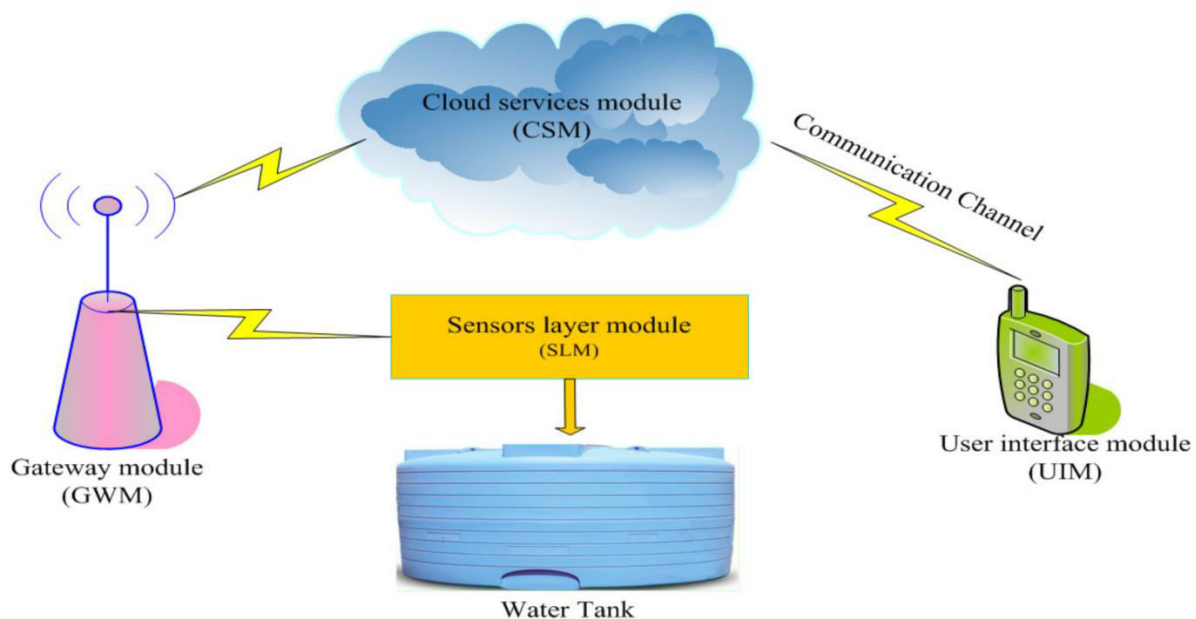 Cloud services module
(CSM)
Communication Channel
Sensors layer module
(SLM)
Gateway module
(GWM)
User interface module
(UIM)
Water Tank